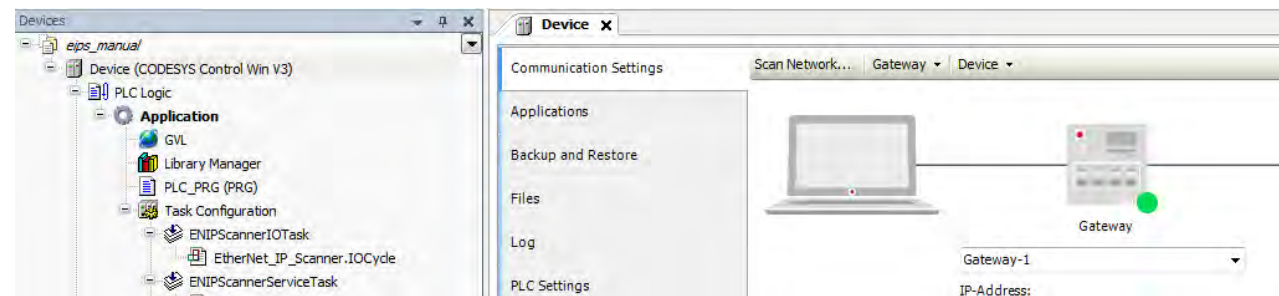 Devices
eips_manual
Device (CODESYS Control Win V3)
PLC Logic
Application
GVL
Library Manager
PLC_PRG (PRG)
Task Configuration
ENIPScannerIOTask
EtherNet_IP_Scanner.IOCycle
ENIPScannerServiceTask
Device
Communication Settings
Applications
Backup and Restore
Files
Log
PLC Settings
Scan Network... Gateway Device
Gateway
Gateway-1
IP-Address: